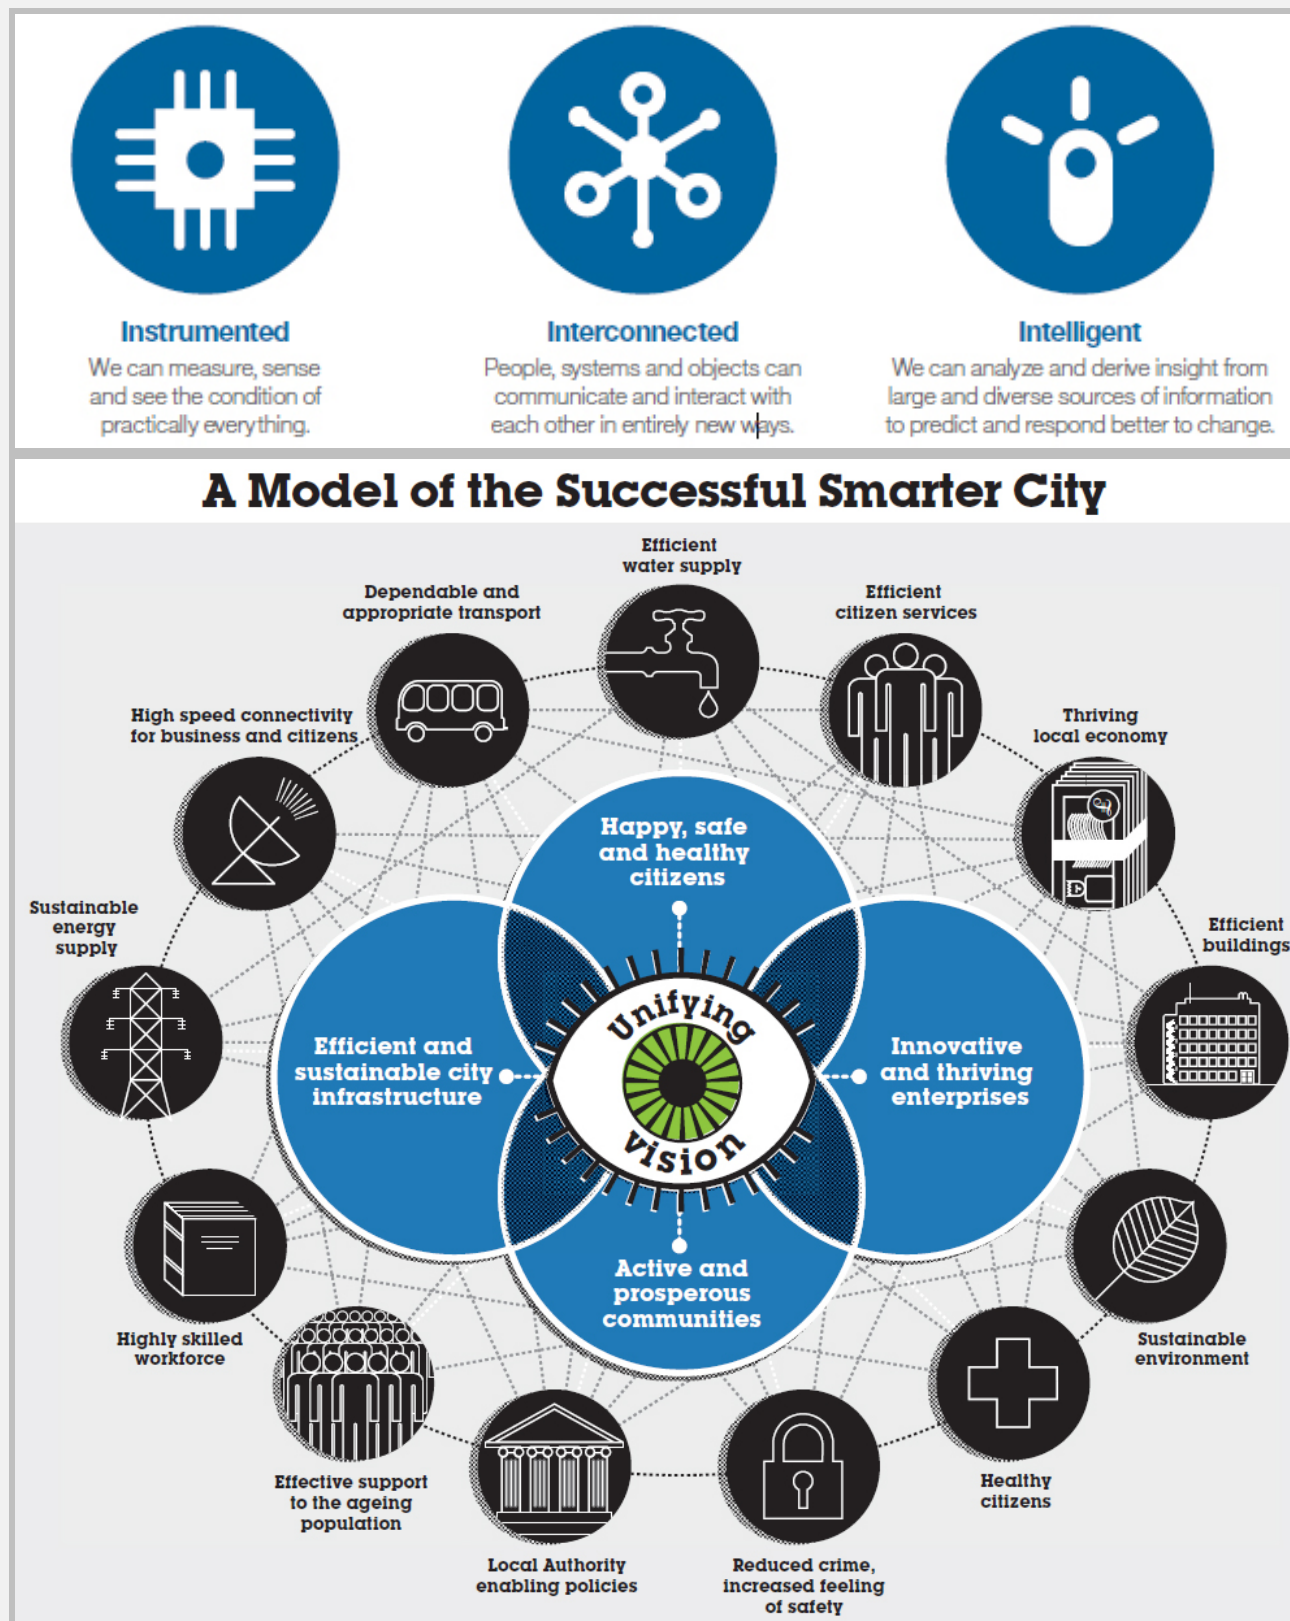 Instrumented
We can measure, sense
and see the condition of
practically everything.
Interconnected
People, systems and objects can
communicate and interact with
each other in entirely new ways.
Intelligent
We can analyze and derive insight from
large and diverse sources of information
to predict and respond better to change.
A Model of the Successful Smarter City
Efficient
water supply
Dependable and
appropriate transport
Efficient
citizen services
High speed connectivity
for business and citizens
Thriving
local economy
Happy, safe
and healthy
citizens
Sustainable
energy
supply
Efficient
buildings
Unifying
vision
Efficient and
sustainable city
infrastructure
Innovative
and thriving
enterprises
Active and
prosperous
communities
Highly skilled
workforce
Sustainable
environment
Effective support
to the ageing
population
Healthy
citizens
Local Authority
enabling policies
Reduced crime,
increased feeling
of safety